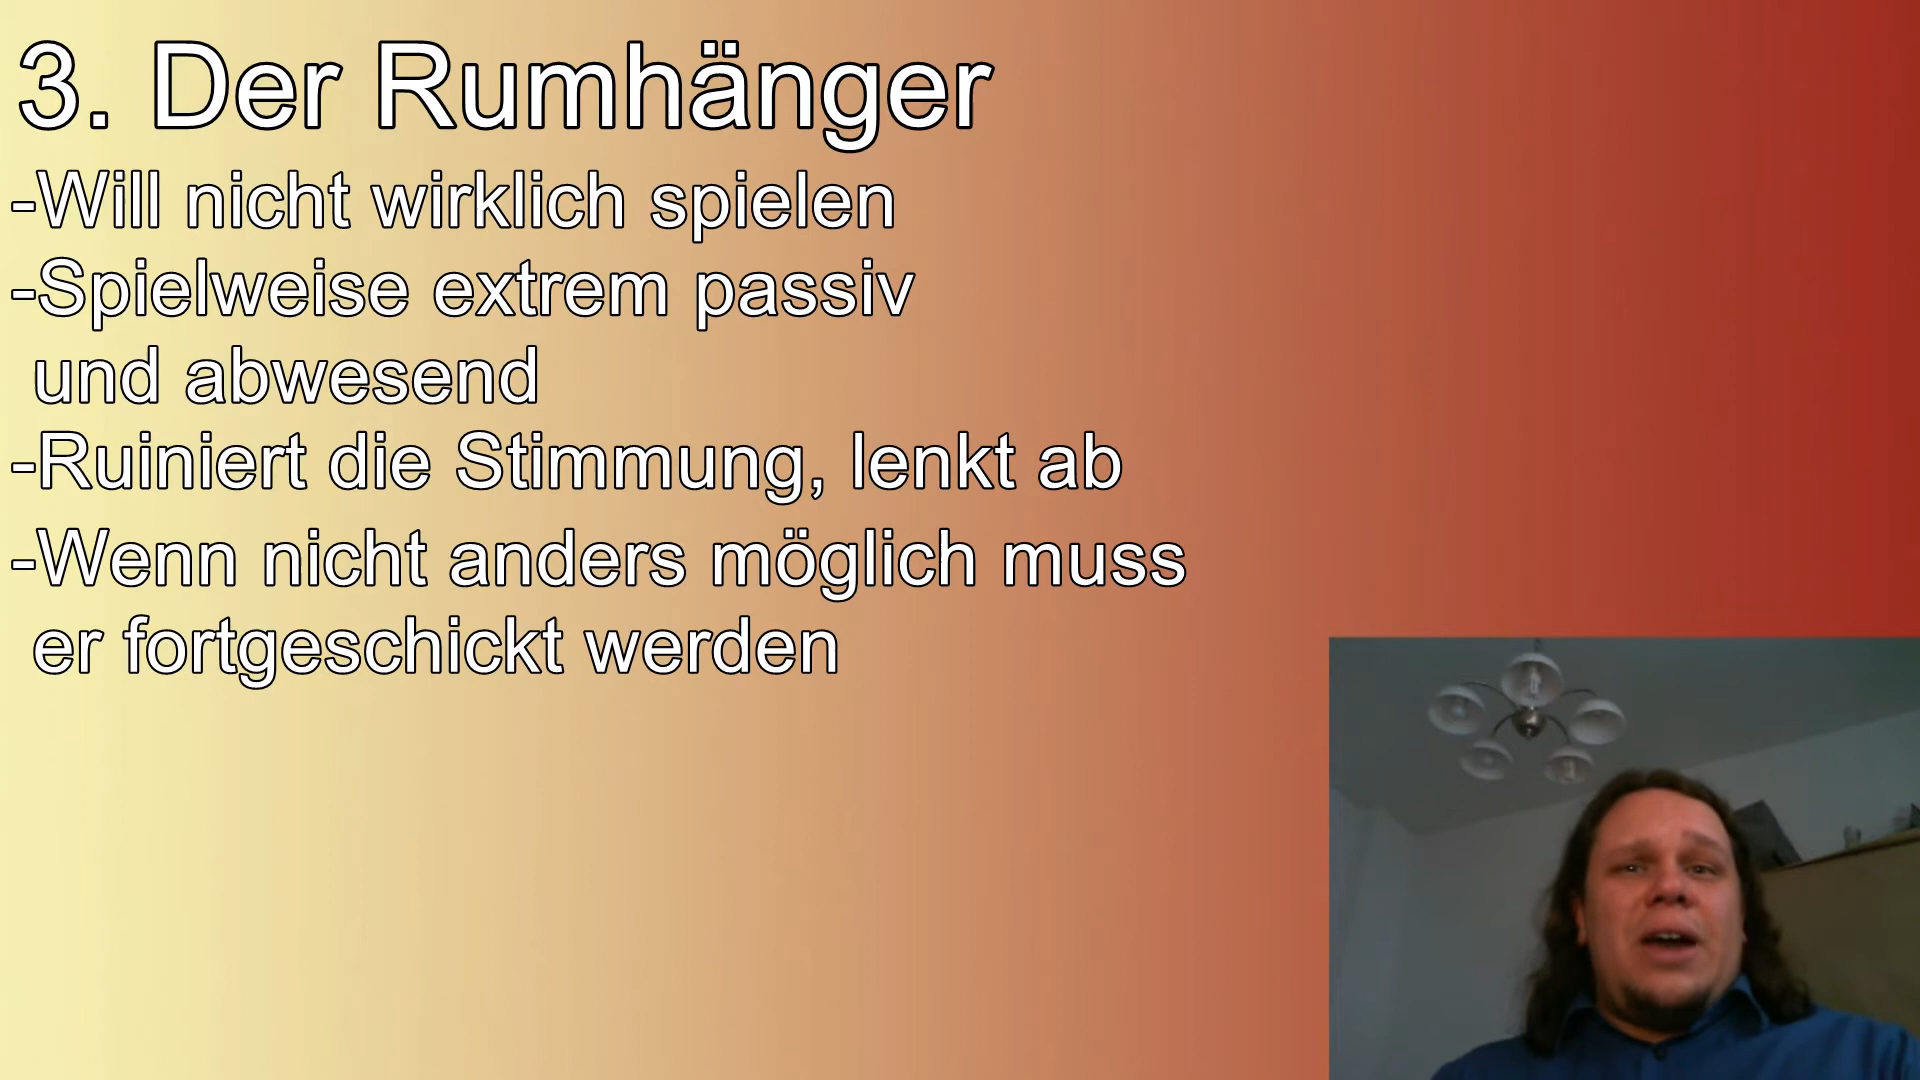 3. Der Rumhänger
-Will nicht wirklich spielen
-Spielweise extrem passiv
und abwesend
-Ruiniert die Stimmung, lenkt ab
-Wenn nicht anders möglich muss
er fortgeschickt werden